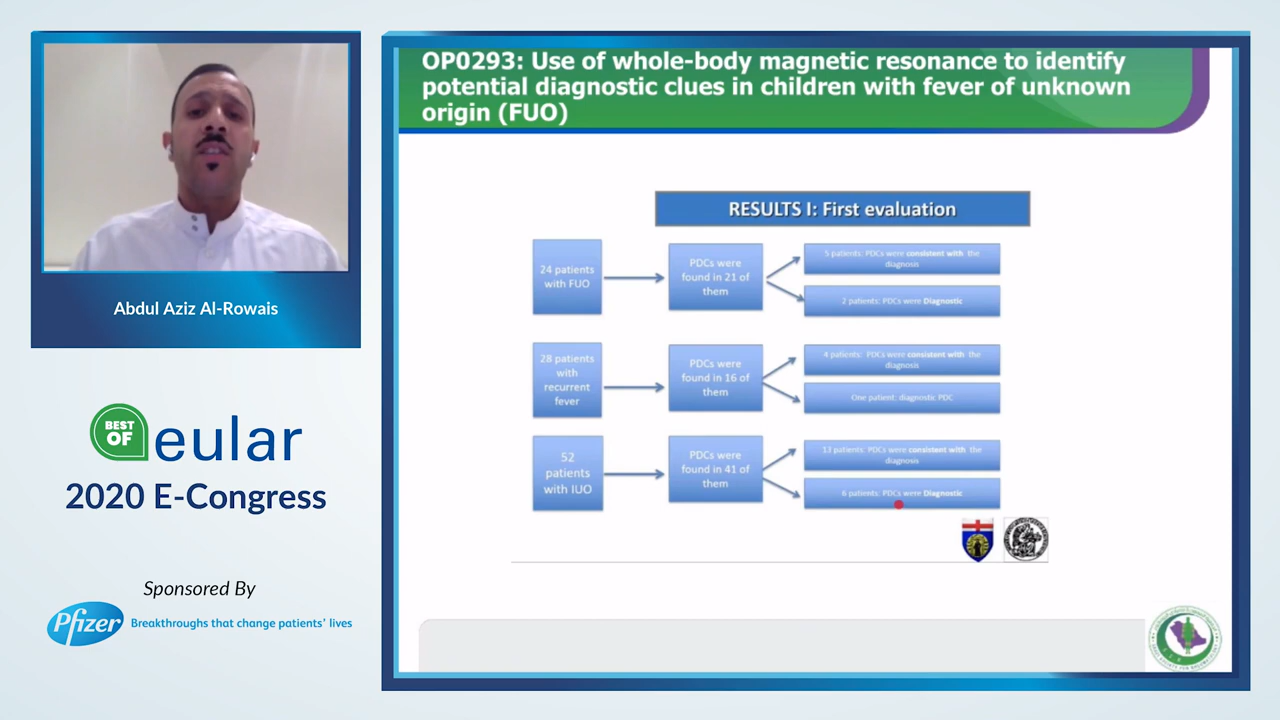 Abdul Aziz Al-Rowais
BEST
OF
eular
2020 E-Congress
Sponsored By
Pfizer
Breakthroughs that change patients' lives
OP0293: Use of whole-body magnetic resonance to identify
potential diagnostic clues in children with fever of unknown
origin (FUO)
RESULTS I: First evaluation
24 patients
with FUO
PDCs were
found in 21 of
them
5 patients: PDCs were consistent with the
diagnosis
2 patients: PDCs were Diagnostic
28 patients
with
recurrent
fever
PDCs were
found in 16 of
them
4 patients: PDCs were consistent with the
diagnosis
One patient: diagnostic PDC
52
patients
with IUO
PDCs were
found in 41 of
them
13 patients: PDCs were consistent with the
diagnosis
6 patients: PDCs were Diagnostic